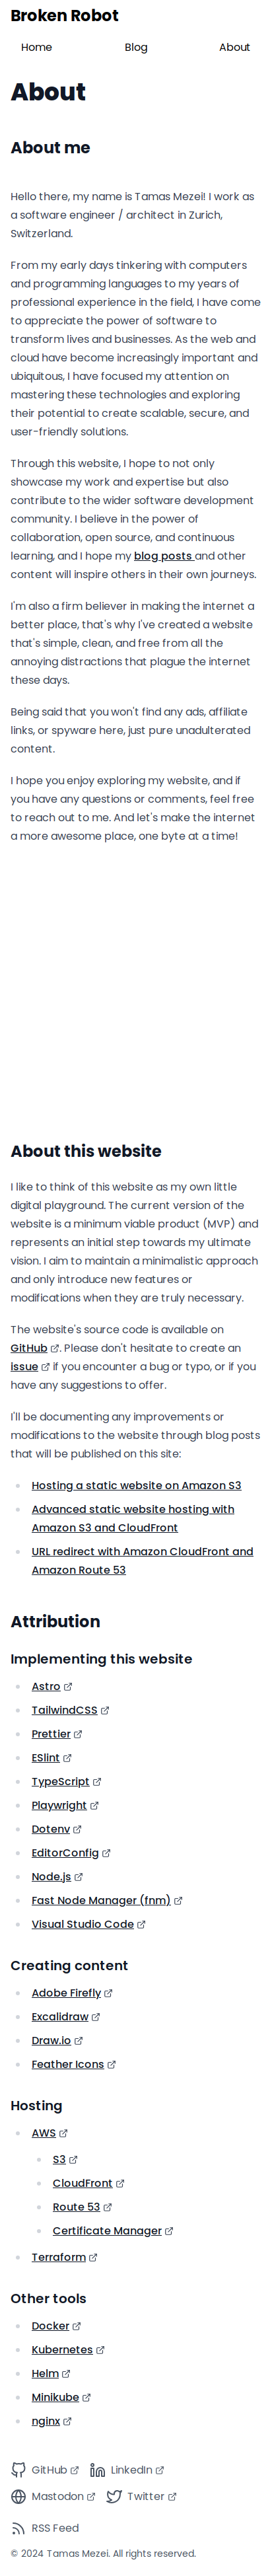 Broken Robot
Home Blog About
About
About me
Hello there, my name is Tamas Mezei! I work as
a software engineer / architect in Zurich,
Switzerland.
From my early days tinkering with computers
and programming languages to my years of
professional experience in the field, I have come
to appreciate the power of software to
transform lives and businesses. As the web and
cloud have become increasingly important and
ubiquitous, I have focused my attention on
mastering these technologies and exploring
their potential to create scalable, secure, and
user-friendly solutions.
Through this website, I hope to not only
showcase my work and expertise but also
contribute to the wider software development
community. I believe in the power of
collaboration, open source, and continuous
learning, and I hope my blog posts and other
content will inspire others in their own journeys.
I'm also a firm believer in making the internet a
better place, that's why I've created a website
that's simple, clean, and free from all the
annoying distractions that plague the internet
these days.
Being said that you won't find any ads, affiliate
links, or spyware here, just pure unadulterated
content.
I hope you enjoy exploring my website, and if
you have any questions or comments, feel free
to reach out to me. And let's make the internet
a more awesome place, one byte at a time!
About this website
I like to think of this website as my own little
digital playground. The current version of the
website is a minimum viable product (MVP) and
represents an initial step towards my ultimate
vision. I aim to maintain a minimalistic approach
and only introduce new features or
modifications when they are truly necessary.
The website's source code is available on
GitHub. Please don't hesitate to create an
issue if you encounter a bug or typo, or if you
have any suggestions to offer.
I'll be documenting any improvements or
modifications to the website through blog posts
that will be published on this site:
Hosting a static website on Amazon S3
Advanced static website hosting with
Amazon S3 and CloudFront
URL redirect with Amazon CloudFront and
Amazon Route 53
Attribution
Implementing this website
Astro
TailwindCSS
Prettier
ESlint
TypeScript
Playwright
Dotenv
EditorConfig
Node.js
Fast Node Manager (fnm)
Visual Studio Code
Creating content
Adobe Firefly
Excalidraw
Draw.io
Feather Icons
Hosting
AWS
S3
CloudFront
Route 53
Certificate Manager
Terraform
Other tools
Docker
Kubernetes
Helm
Minikube
nginx
GitHub LinkedIn
Mastodon Twitter
RSS Feed
© 2024 Tamas Mezei. All rights reserved.